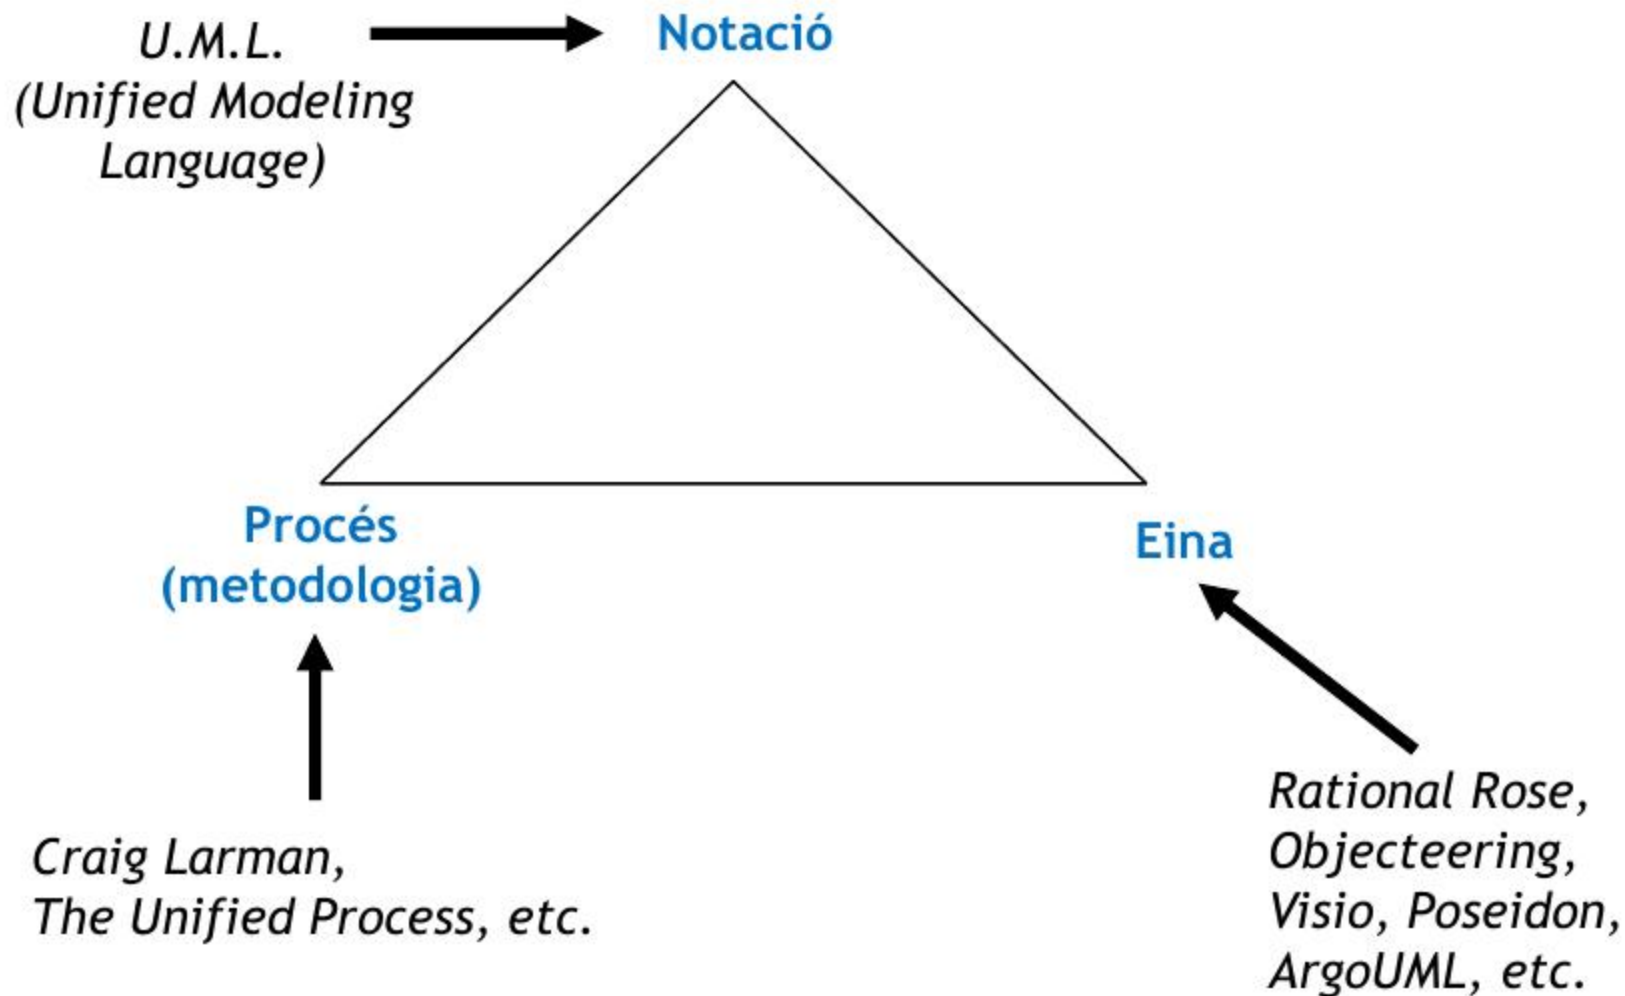 U.M.L.
(Unified Modeling
Language)
Notació
Procés
(metodologia)
Eina
Craig Larman,
The Unified Process, etc.
Rational Rose,
Objecteering,
Visio, Poseidon,
ArgoUML, etc.